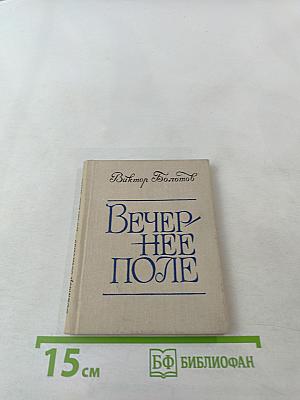 Виктор Болотов
ВЕЧЕР-
НЕЕ
ПОЛЕ
15 см
БФ БИБЛИОФАН